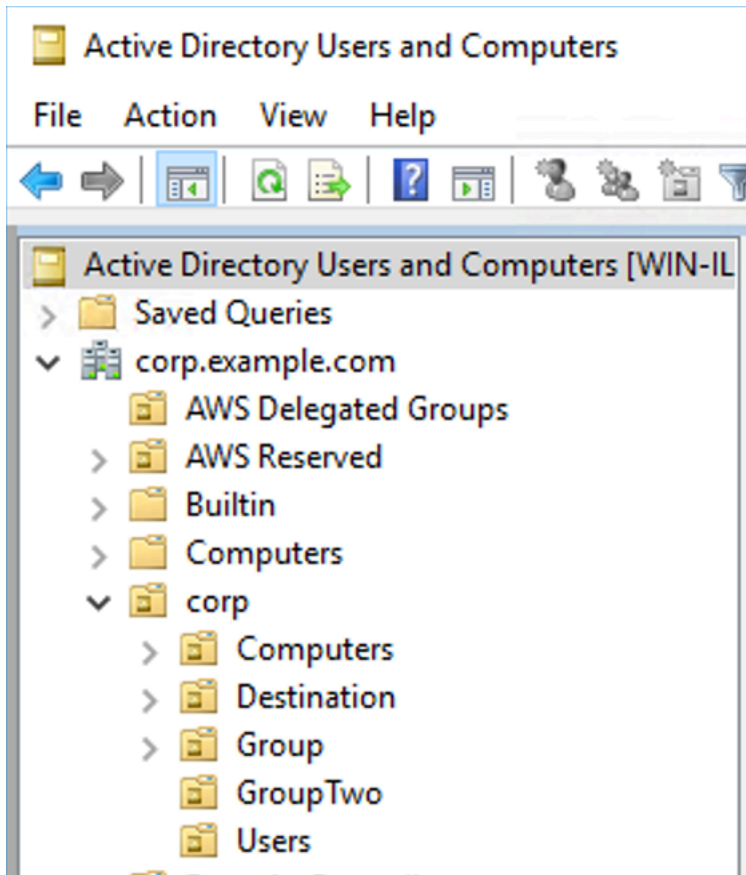 Active Directory Users and Computers
File Action View Help
Active Directory Users and Computers [WIN-IL
Saved Queries
corp.example.com
AWS Delegated Groups
AWS Reserved
Builtin
Computers
corp
Computers
Destination
Group
GroupTwo
Users